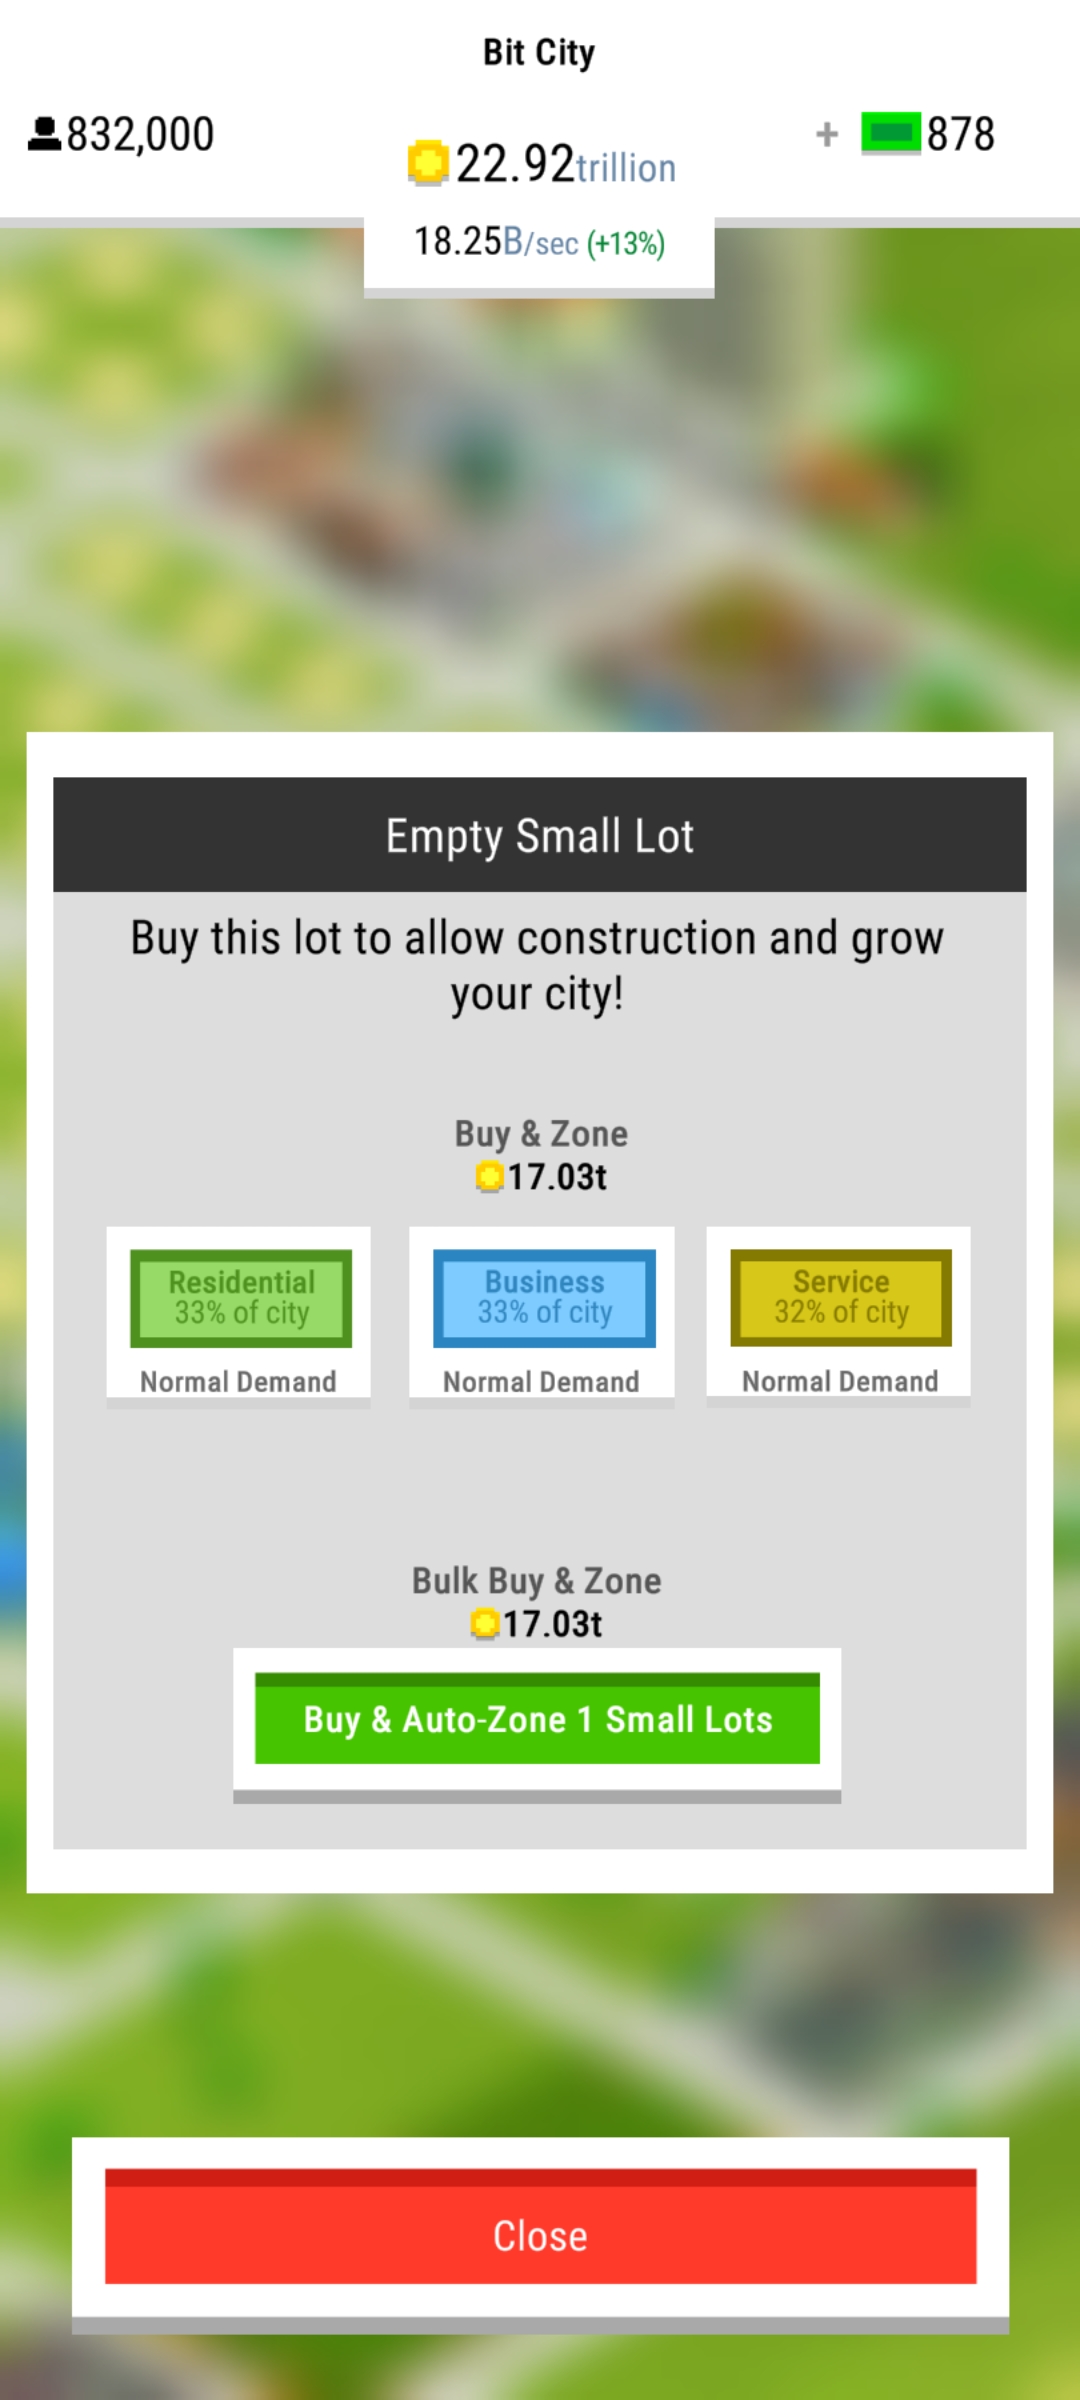 Bit City
832,000
22.92trillion
+ 878
18.25B/sec (+13%)
Empty Small Lot
Buy this lot to allow construction and grow
your city!
Buy & Zone
17.03t
Residential
33% of city
Normal Demand
Business
33% of city
Normal Demand
Service
32% of city
Normal Demand
Bulk Buy & Zone
17.03t
Buy & Auto-Zone 1 Small Lots
Close